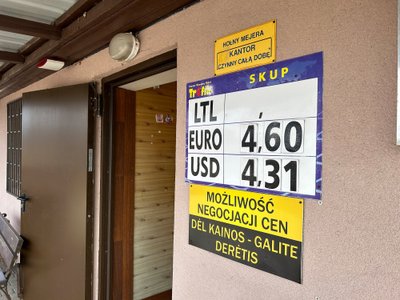 HOLNY MEJERA
KANTOR
CZYNNY CAŁĄ DOBĘ
SKUP
LTL ,
EURO 4,60
USD 4,31
MOŻLIWOŚĆ
NEGOCJACJI CEN
DĖL KAINOS - GALITE
DERĖTIS